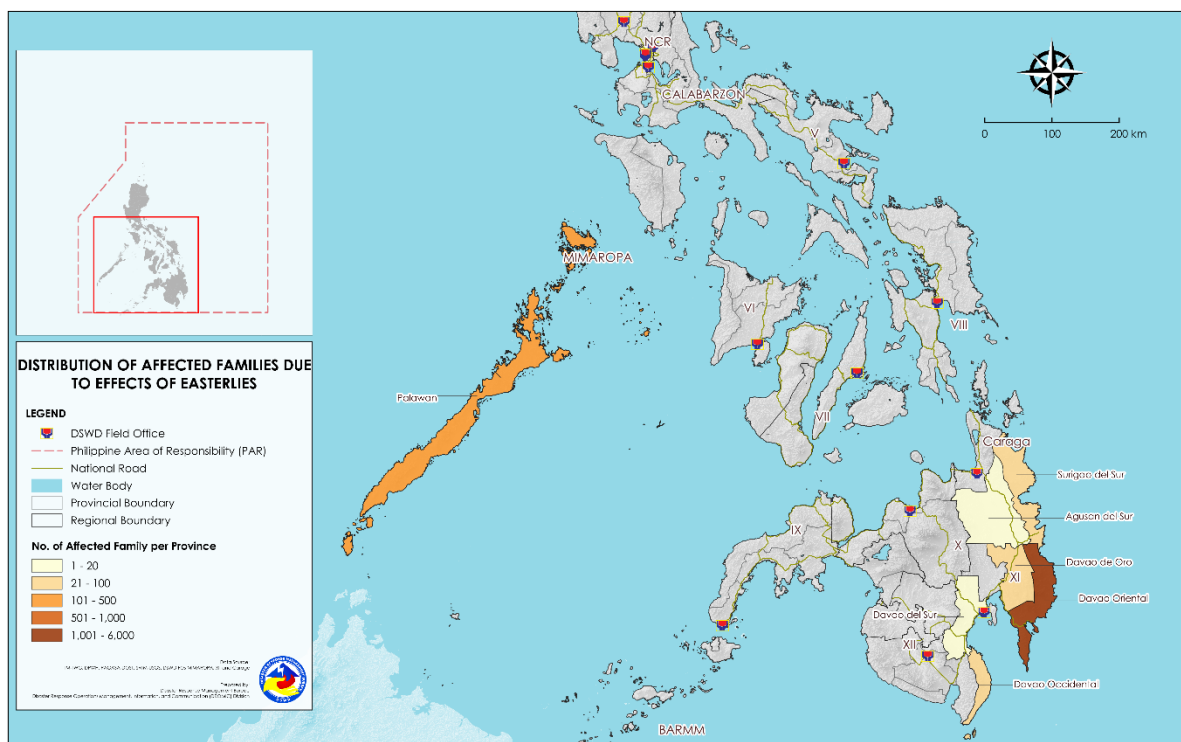 NCR
CALABARZON
V
0 100 200 km
MIMAROPA
VI
VIII
VII
Palawan
Caraga
Surigao del Sur
Agusan del Sur
IX
X
Davao de Oro
XI
Davao Oriental
Davao del Sur
XII
Davao Occidental
BARMM
DISTRIBUTION OF AFFECTED FAMILIES DUE
TO EFFECTS OF EASTERLIES
LEGEND
DSWD Field Office
Philippine Area of Responsibility (PAR)
National Road
Water Body
Provincial Boundary
Regional Boundary
No. of Affected Family per Province
1 - 20
21 - 100
101 - 500
501 - 1,000
1,001 - 6,000
Data Source:
Prepared by:
Disaster Response Management Bureau